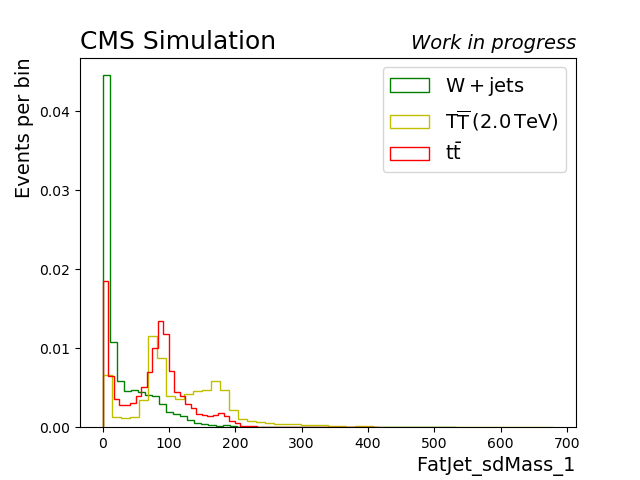 CMS Simulation
Work in progress
Events per bin
0.04
0.03
0.02
0.01
0.00
W + jets
TT̅ (2.0 TeV)
tt̄
0 100 200 300 400 500 600 700
FatJet_sdMass_1